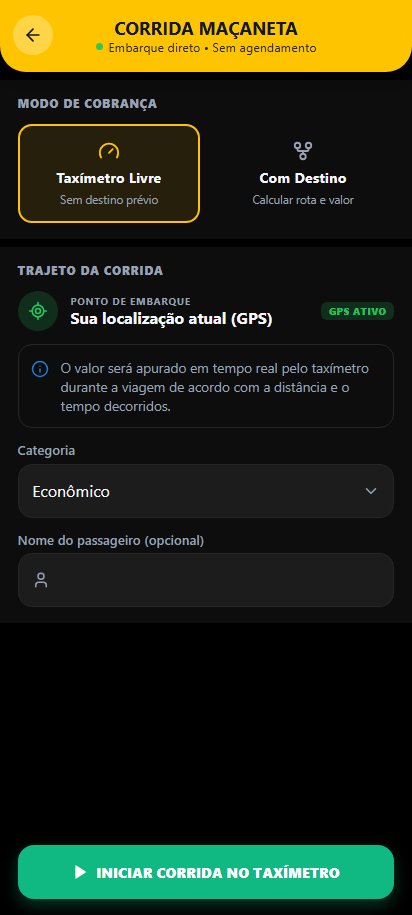 CORRIDA MAÇANETA
Embarque direto • Sem agendamento
MODO DE COBRANÇA
Taxímetro Livre
Sem destino prévio
Com Destino
Calcular rota e valor
TRAJETO DA CORRIDA
PONTO DE EMBARQUE
Sua localização atual (GPS)
GPS ATIVO
O valor será apurado em tempo real pelo taxímetro
durante a viagem de acordo com a distância e o
tempo decorridos.
Categoria
Econômico
Nome do passageiro (opcional)
INICIAR CORRIDA NO TAXÍMETRO